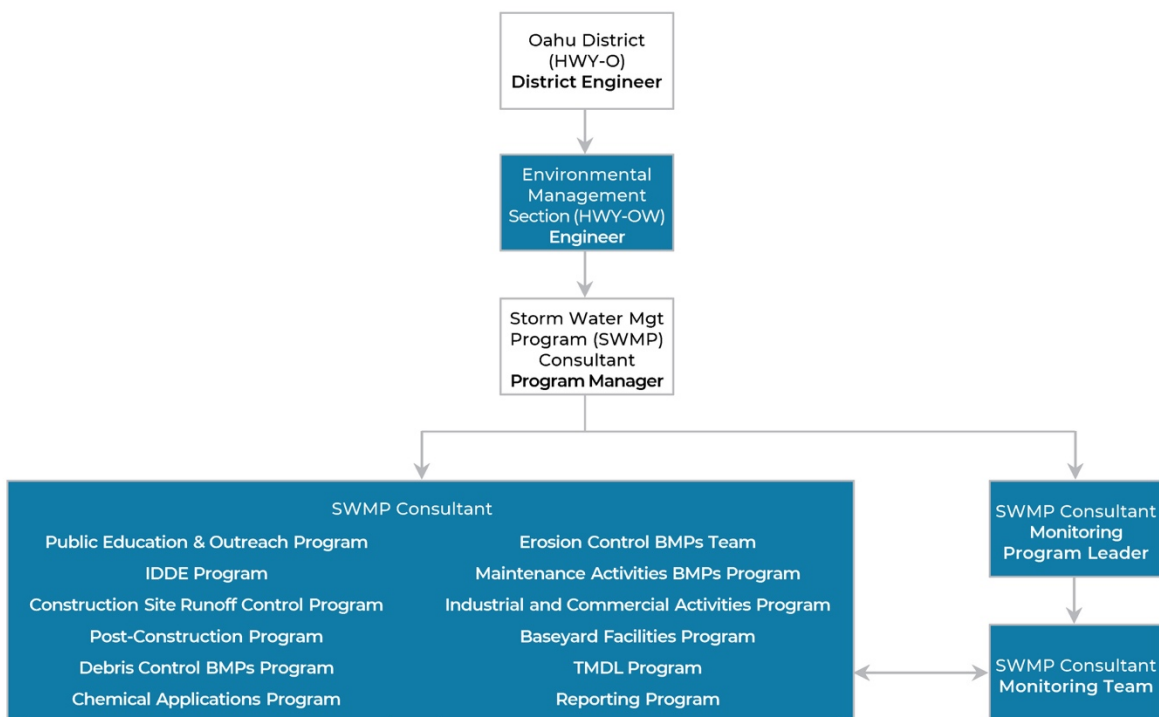 Oahu District
(HWY-O)
District Engineer
Environmental
Management
Section (HWY-OW)
Engineer
Storm Water Mgt
Program (SWMP)
Consultant
Program Manager
SWMP Consultant
Public Education & Outreach Program
IDDE Program
Construction Site Runoff Control Program
Post-Construction Program
Debris Control BMPs Program
Chemical Applications Program
Erosion Control BMPs Team
Maintenance Activities BMPs Program
Industrial and Commercial Activities Program
Baseyard Facilities Program
TMDL Program
Reporting Program
SWMP Consultant
Monitoring
Program Leader
SWMP Consultant
Monitoring Team